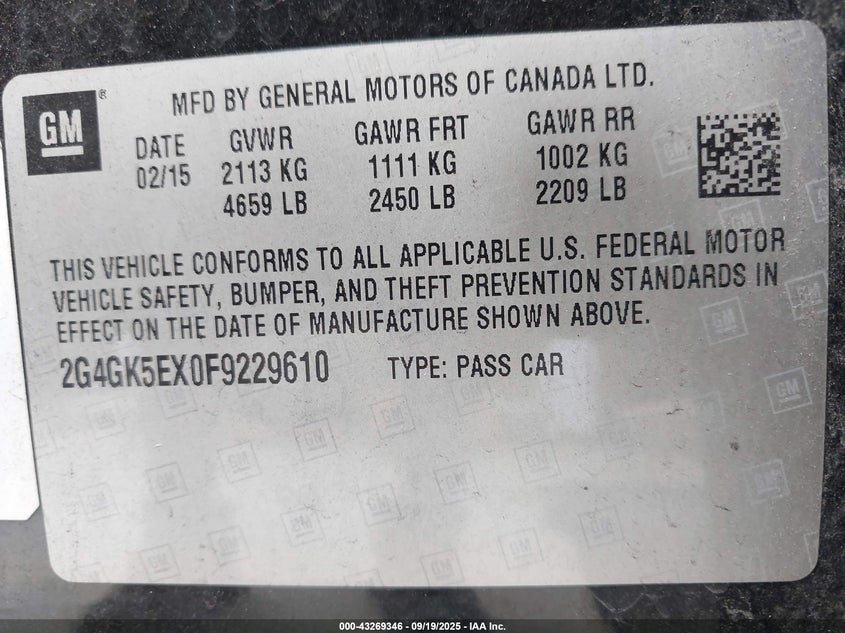 GM ®
MFD BY GENERAL MOTORS OF CANADA LTD.
DATE GVWR GAWR FRT GAWR RR
02/15 2113 KG 1111 KG 1002 KG
4659 LB 2450 LB 2209 LB
THIS VEHICLE CONFORMS TO ALL APPLICABLE U.S. FEDERAL MOTOR
VEHICLE SAFETY, BUMPER, AND THEFT PREVENTION STANDARDS IN
EFFECT ON THE DATE OF MANUFACTURE SHOWN ABOVE.
2G4GK5EX0F9229610 TYPE: PASS CAR
000-43269346 - 09/19/2025 - IAA Inc.